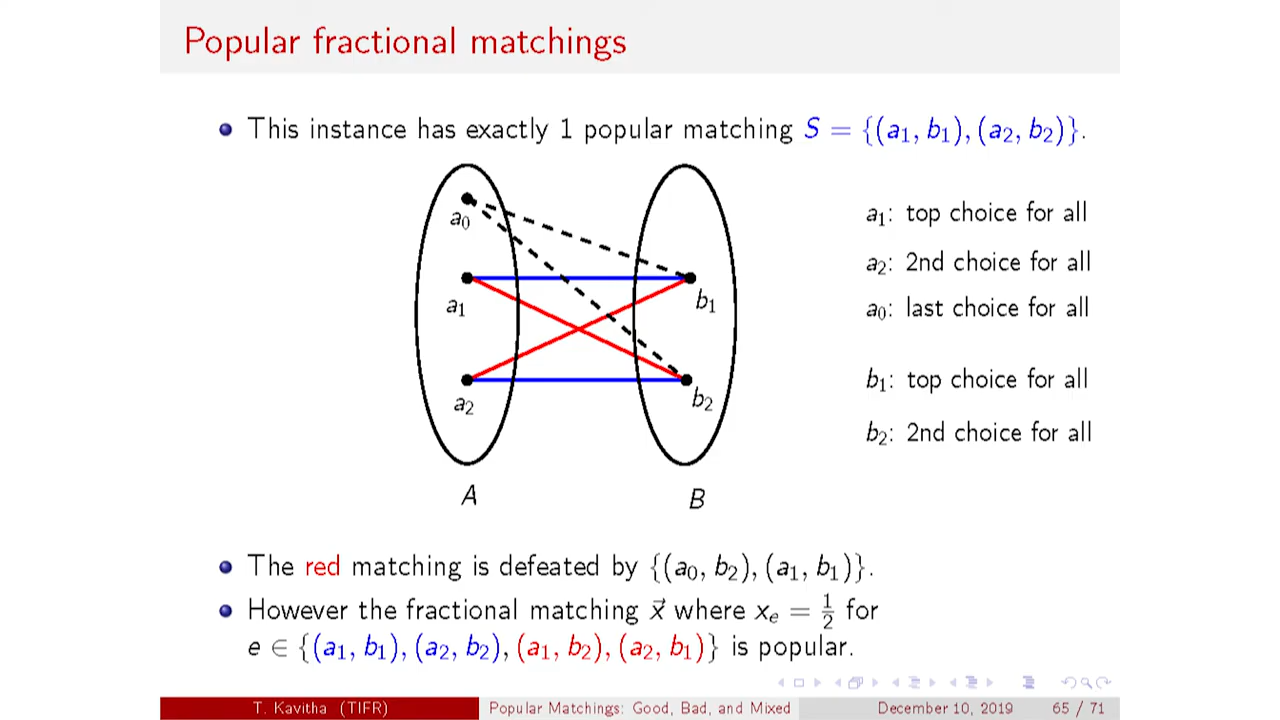 Popular fractional matchings
This instance has exactly 1 popular matching S = {(a₁, b₁), (a₂, b₂)}.
a₀
a₁
a₂
b₁
b₂
A
B
a₁: top choice for all
a₂: 2nd choice for all
a₀: last choice for all
b₁: top choice for all
b₂: 2nd choice for all
The red matching is defeated by {(a₀, b₂), (a₁, b₁)}.
However the fractional matching x⃗ where xₑ = ½ for
e ∈ {(a₁, b₁), (a₂, b₂), (a₁, b₂), (a₂, b₁)} is popular.
T. Kavitha (TIFR)
Popular Matchings: Good, Bad, and Mixed
December 10, 2019
65 / 71